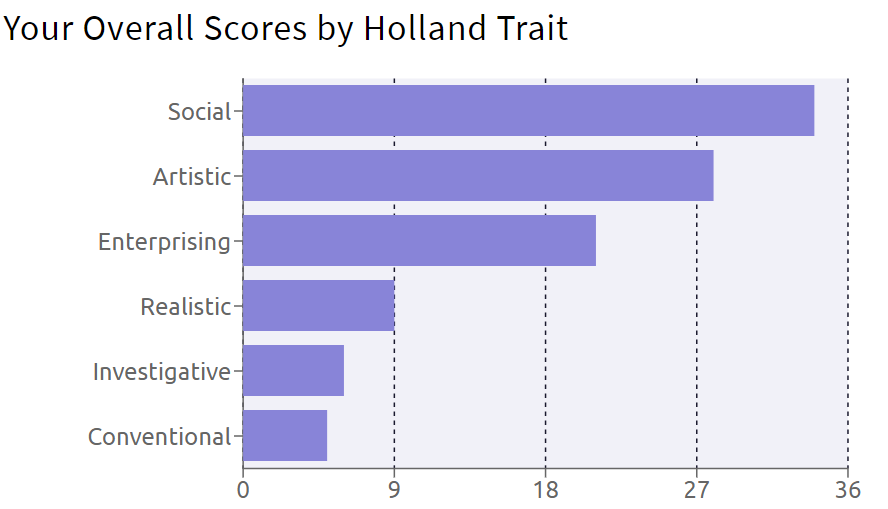 Your Overall Scores by Holland Trait
Social
Artistic
Enterprising
Realistic
Investigative
Conventional
0 9 18 27 36